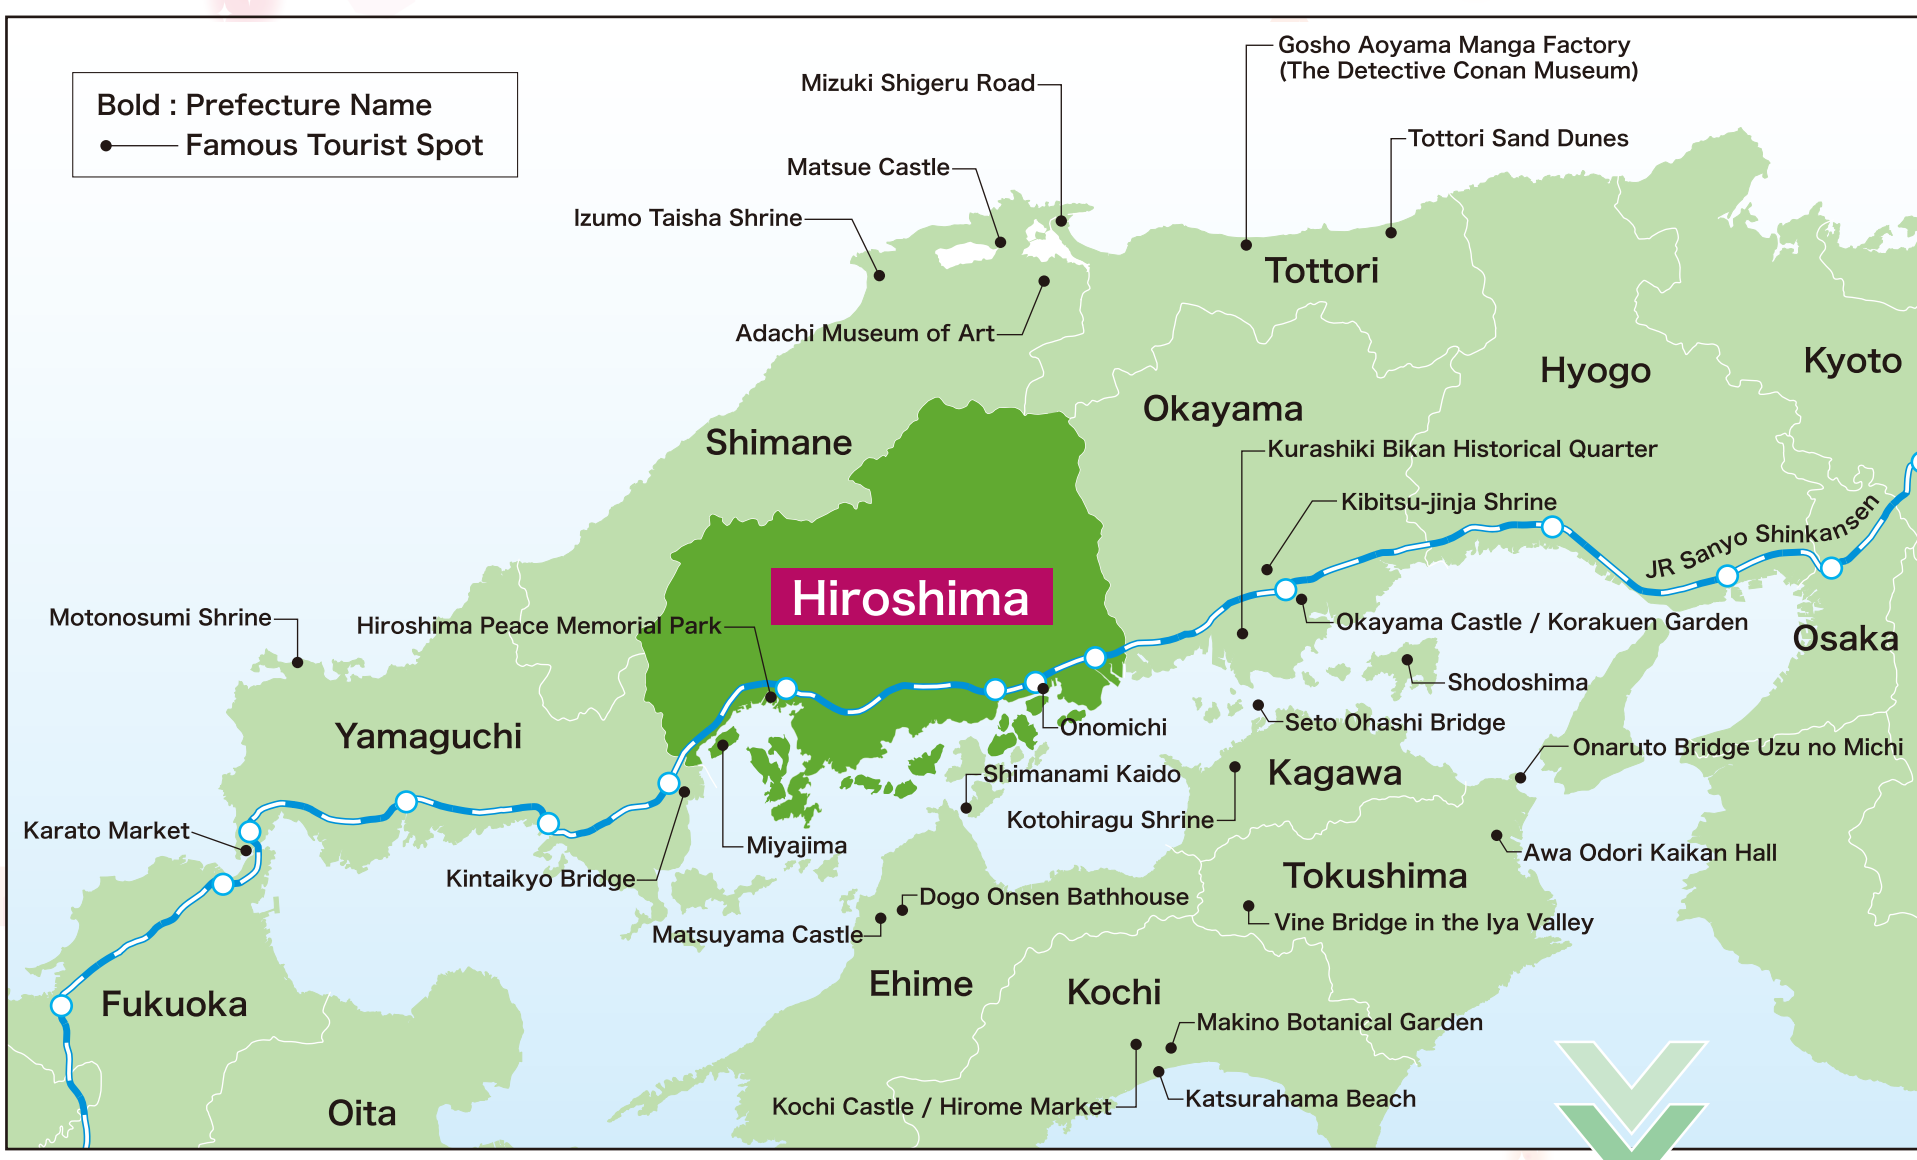 Bold : Prefecture Name
Famous Tourist Spot
Gosho Aoyama Manga Factory
(The Detective Conan Museum)
Mizuki Shigeru Road
Tottori Sand Dunes
Matsue Castle
Izumo Taisha Shrine
Tottori
Adachi Museum of Art
Hyogo
Kyoto
Okayama
Shimane
Kurashiki Bikan Historical Quarter
Kibitsu-jinja Shrine
JR Sanyo Shinkansen
Hiroshima
Motonosumi Shrine
Hiroshima Peace Memorial Park
Okayama Castle / Korakuen Garden
Osaka
Shodoshima
Seto Ohashi Bridge
Onomichi
Yamaguchi
Onaruto Bridge Uzu no Michi
Shimanami Kaido
Kagawa
Kotohiragu Shrine
Karato Market
Miyajima
Awa Odori Kaikan Hall
Kintaikyo Bridge
Tokushima
Dogo Onsen Bathhouse
Vine Bridge in the Iya Valley
Matsuyama Castle
Ehime
Kochi
Fukuoka
Makino Botanical Garden
Katsurahama Beach
Kochi Castle / Hirome Market
Oita